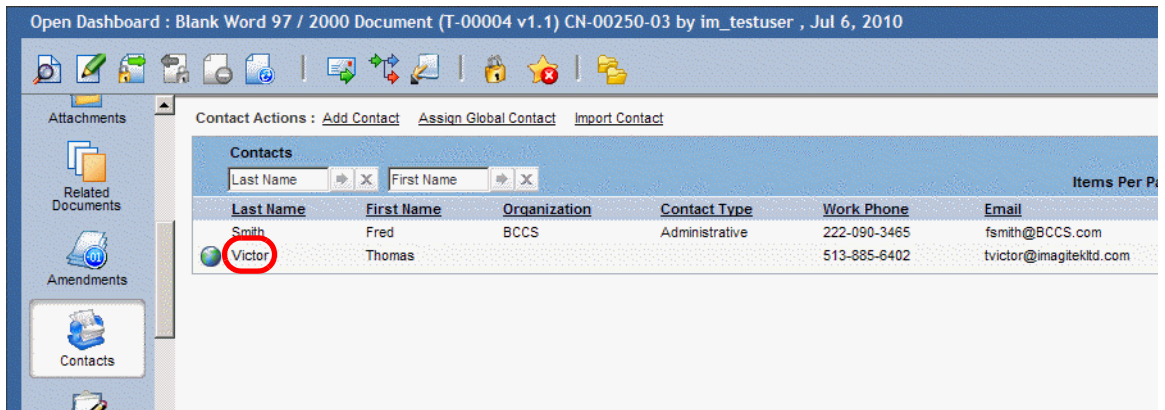 Open Dashboard : Blank Word 97 / 2000 Document (T-00004 v1.1) CN-00250-03 by im_testuser , Jul 6, 2010
Attachments
Related
Documents
Amendments
Contacts
Contact Actions : Add Contact Assign Global Contact Import Contact
Contacts
Last Name X First Name X
Items Per Pa
Last Name First Name Organization Contact Type Work Phone Email
Smith Fred BCCS Administrative 222-090-3465 fsmith@BCCS.com
Victor Thomas 513-885-6402 tvictor@imagitekltd.com